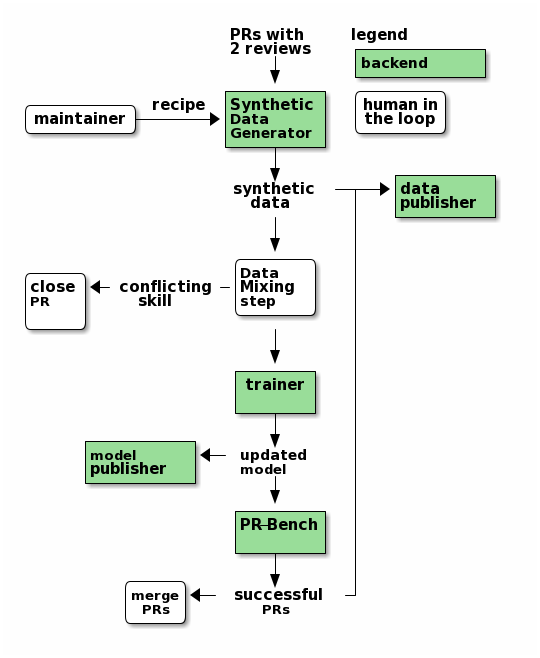 PRs with
2 reviews
legend
backend
human in
the loop
maintainer
recipe
Synthetic
Data
Generator
synthetic
data
data
publisher
close
PR
conflicting
skill
Data
Mixing
step
trainer
model
publisher
updated
model
PR Bench
merge
PRs
successful
PRs